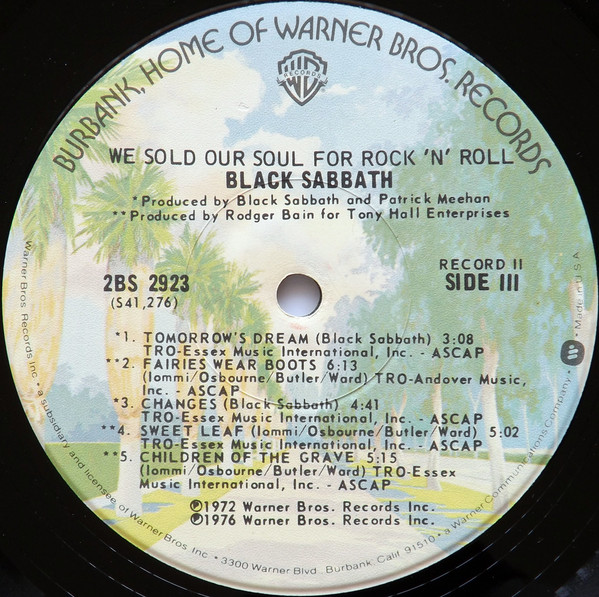 BURBANK, HOME OF WARNER BROS. RECORDS
RECORDS
WE SOLD OUR SOUL FOR ROCK 'N' ROLL
BLACK SABBATH
*Produced by Black Sabbath and Patrick Meehan
**Produced by Rodger Bain for Tony Hall Enterprises
2BS 2923
(S41,276)
RECORD II
SIDE III
*1. TOMORROW'S DREAM (Black Sabbath) 3:08
TRO-Essex Music International, Inc. - ASCAP
**2. FAIRIES WEAR BOOTS 6:13
(Iommi/Osbourne/Butler/Ward) TRO-Andover Music,
Inc. - ASCAP
*3. CHANGES (Black Sabbath) 4:41
TRO-Essex Music International, Inc. - ASCAP
**4. SWEET LEAF (Iommi/Osbourne/Butler/Ward) 5:02
TRO-Essex Music International, Inc. - ASCAP
**5. CHILDREN OF THE GRAVE 5:15
(Iommi/Osbourne/Butler/Ward) TRO-Essex
Music International, Inc. - ASCAP
℗1972 Warner Bros. Records Inc.
℗1976 Warner Bros. Records Inc.
Warner Bros. Records Inc. • a subsidiary and licensee of Warner Bros. Inc. • 3300 Warner Blvd., Burbank, Calif. 91510 • a Warner Communications Company • Made in U.S.A.